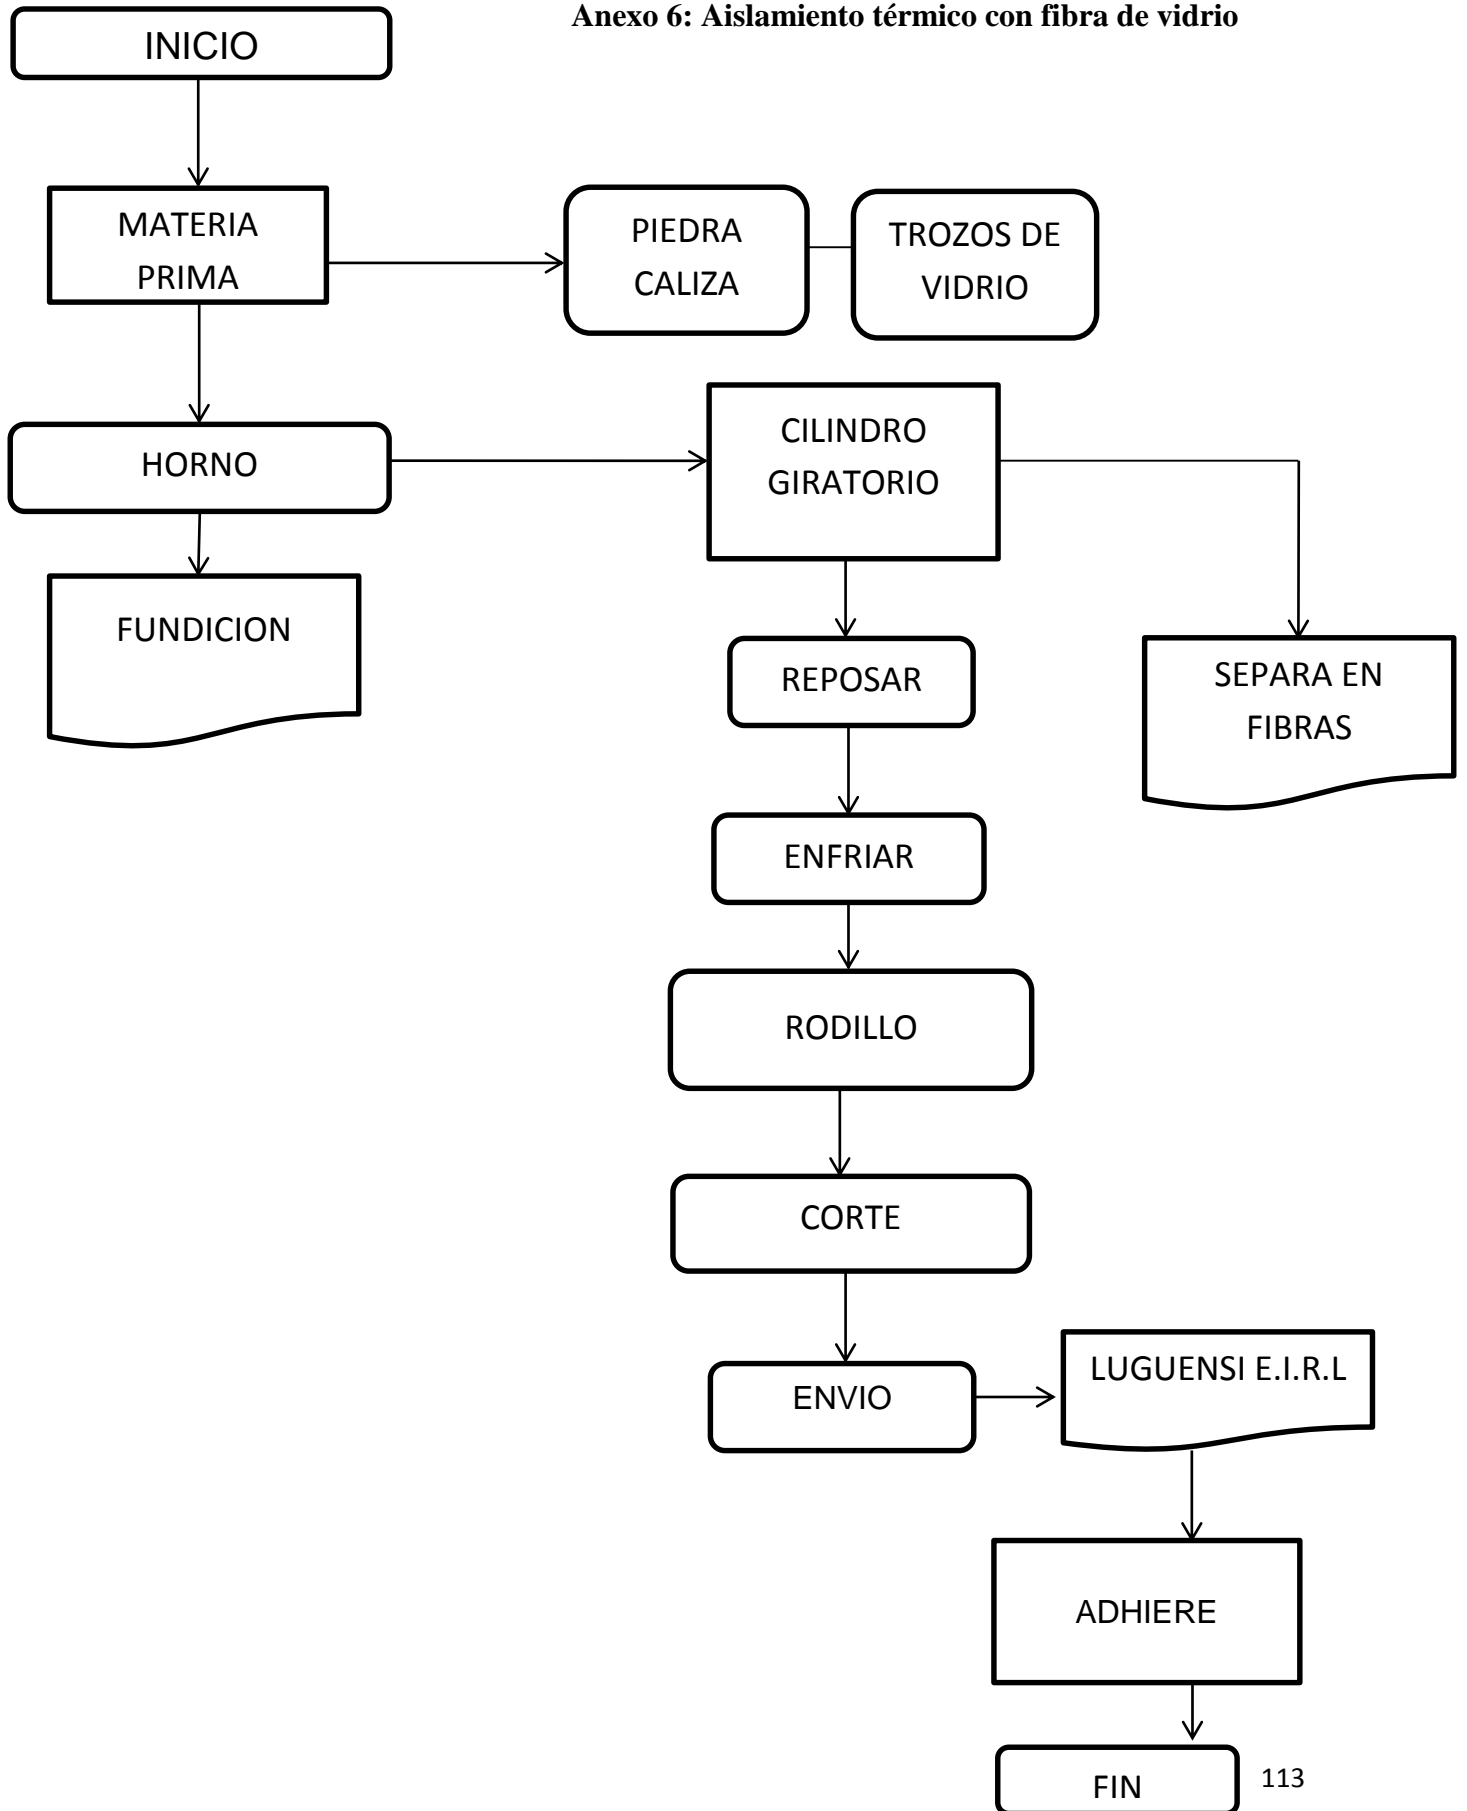 Anexo 6: Aislamiento térmico con fibra de vidrio
INICIO
MATERIA
PRIMA
PIEDRA
CALIZA
TROZOS DE
VIDRIO
HORNO
CILINDRO
GIRATORIO
FUNDICION
REPOSAR
SEPARA EN
FIBRAS
ENFRIAR
RODILLO
CORTE
ENVIO
LUGUENSI E.I.R.L
ADHIERE
FIN
113